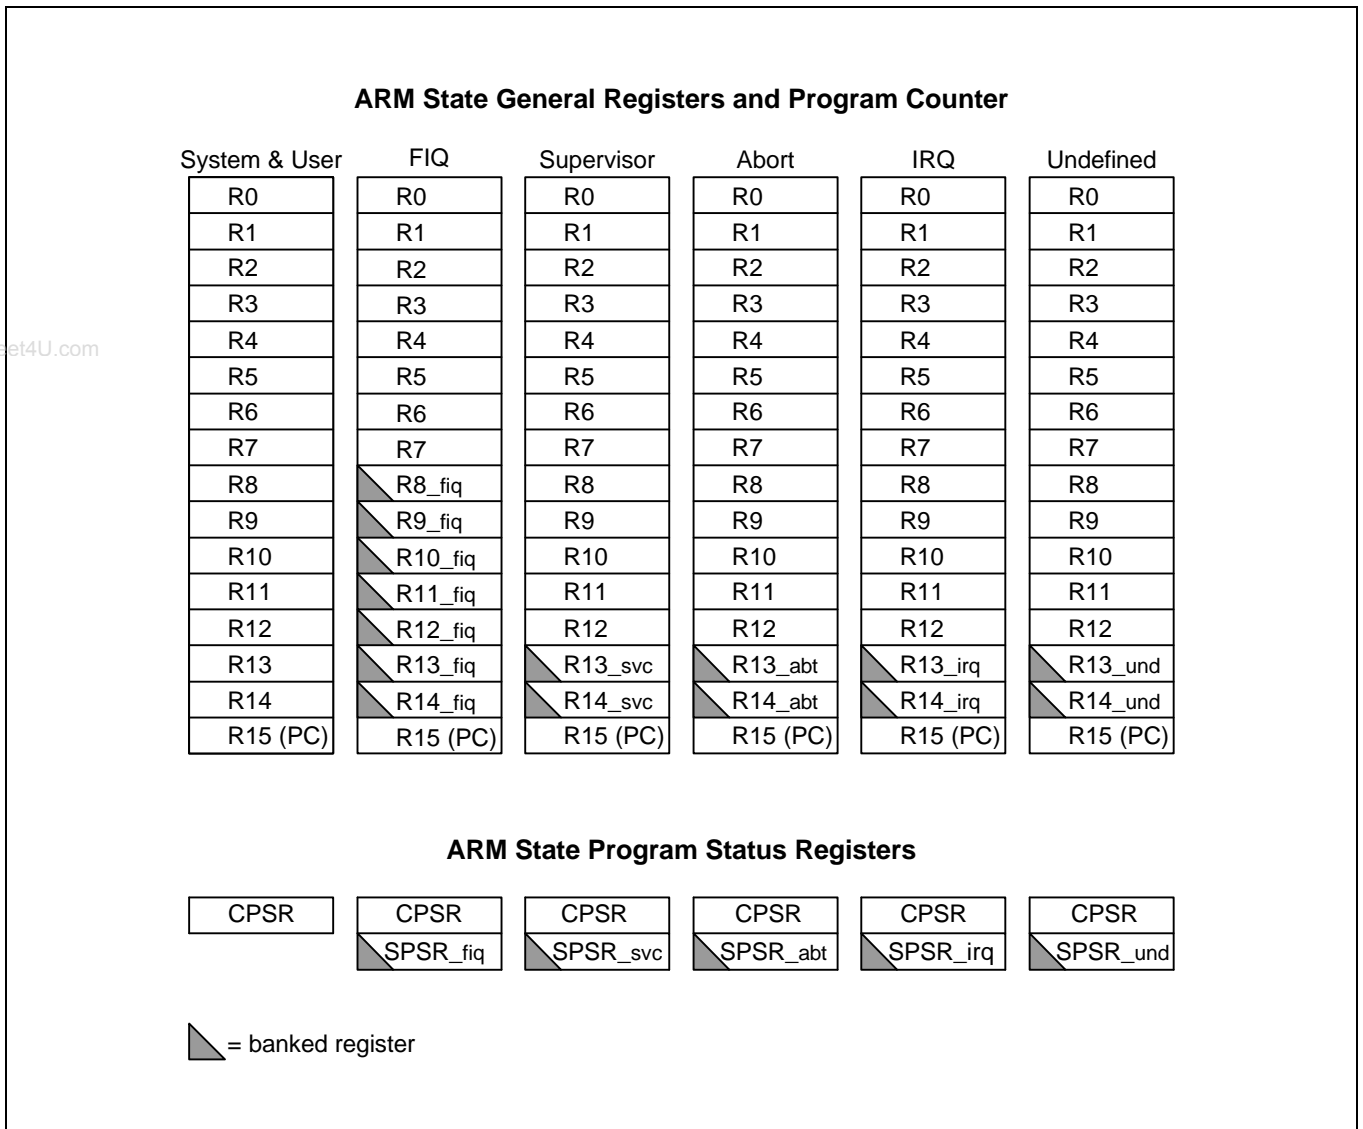 ARM State General Registers and Program Counter
System & User FIQ Supervisor Abort IRQ Undefined
R0 R0 R0 R0 R0 R0
R1 R1 R1 R1 R1 R1
R2 R2 R2 R2 R2 R2
R3 R3 R3 R3 R3 R3
et4U.com
R4 R4 R4 R4 R4 R4
R5 R5 R5 R5 R5 R5
R6 R6 R6 R6 R6 R6
R7 R7 R7 R7 R7 R7
R8 R8_fiq R8 R8 R8 R8
R9 R9_fiq R9 R9 R9 R9
R10 R10_fiq R10 R10 R10 R10
R11 R11_fiq R11 R11 R11 R11
R12 R12_fiq R12 R12 R12 R12
R13 R13_fiq R13_svc R13_abt R13_irq R13_und
R14 R14_fiq R14_svc R14_abt R14_irq R14_und
R15 (PC) R15 (PC) R15 (PC) R15 (PC) R15 (PC) R15 (PC)
ARM State Program Status Registers
CPSR CPSR CPSR CPSR CPSR CPSR
SPSR_fiq SPSR_svc SPSR_abt SPSR_irq SPSR_und
= banked register